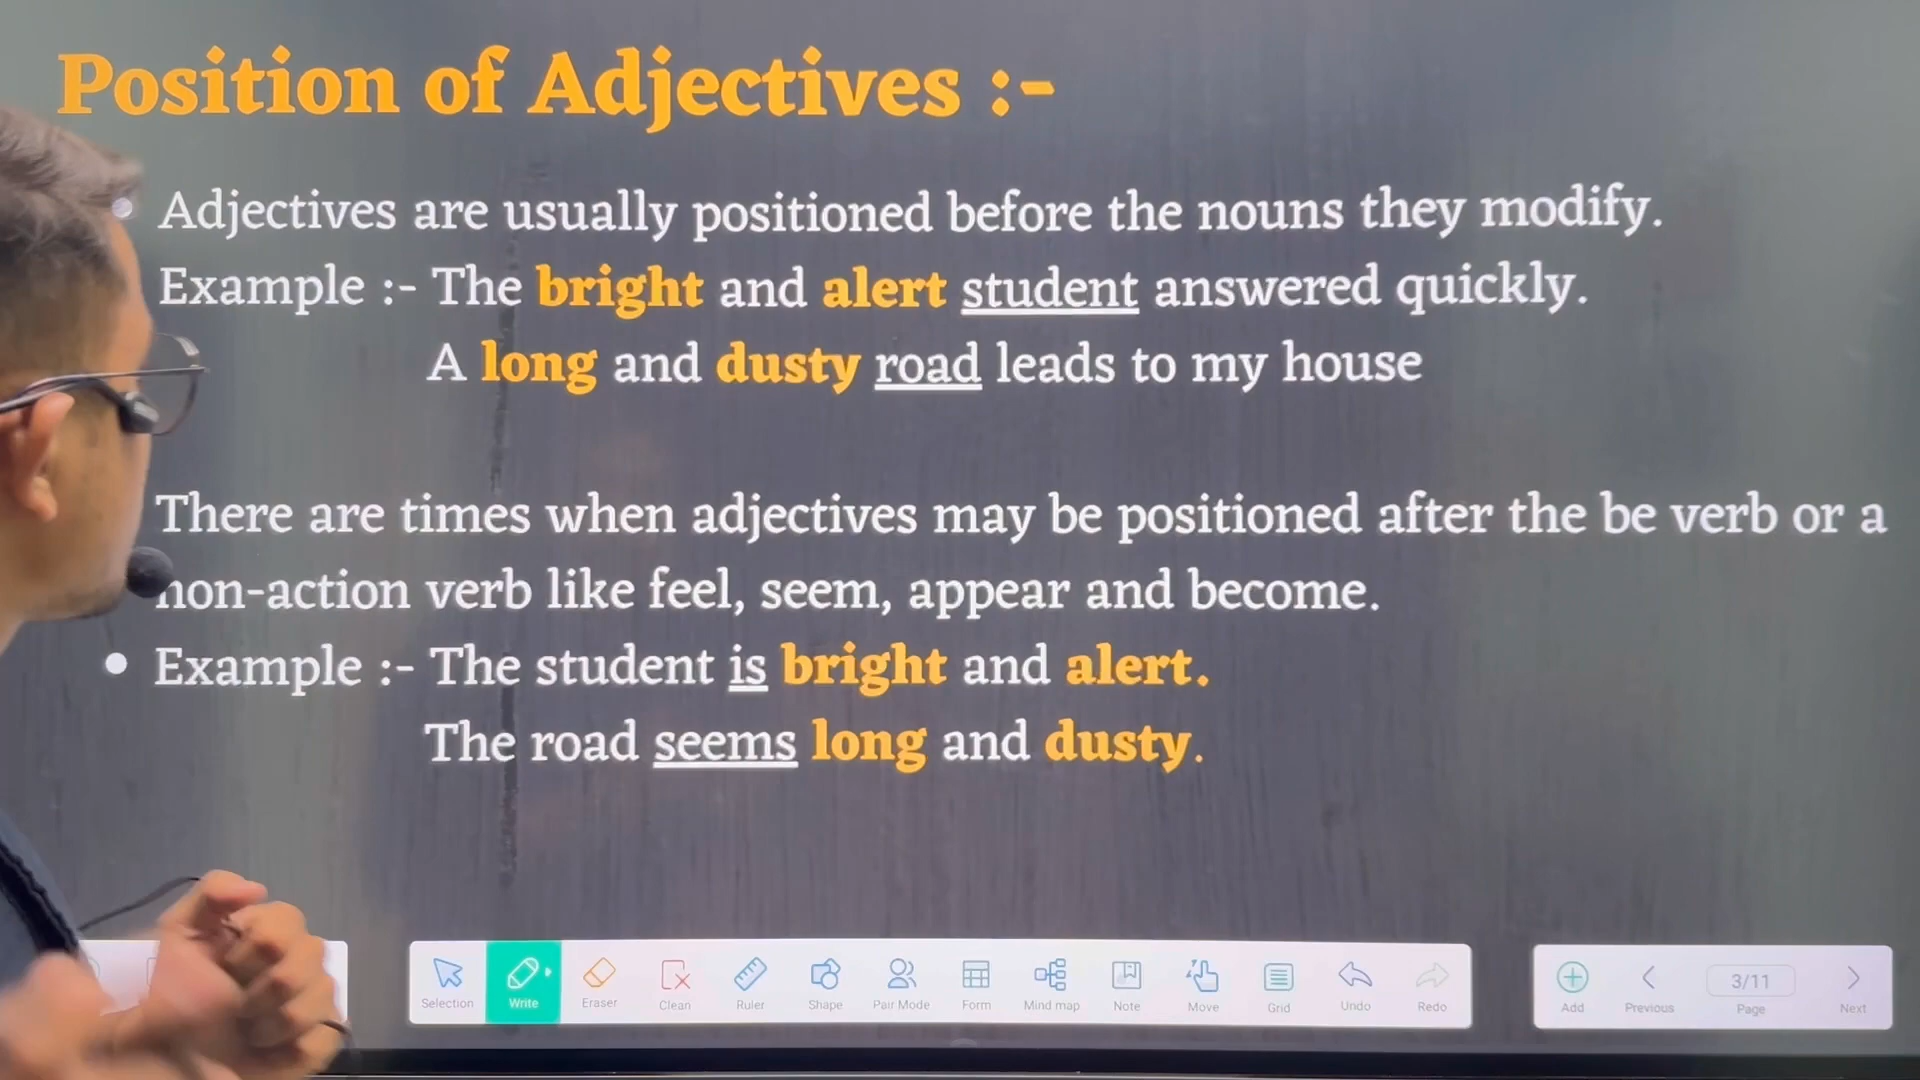 Position of Adjectives :-
• Adjectives are usually positioned before the nouns they modify.
Example :- The bright and alert student answered quickly.
A long and dusty road leads to my house
There are times when adjectives may be positioned after the be verb or a
non-action verb like feel, seem, appear and become.
• Example :- The student is bright and alert.
The road seems long and dusty.
Selection Write Eraser Clean Ruler Shape Pair Mode Form Mind map Note Move Grid Undo Redo
3/11
Add Previous Page Next